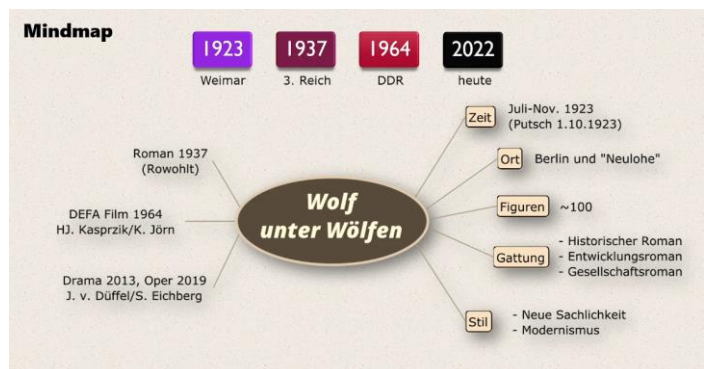 Mindmap
1923
1937
1964
2022
Weimar
3. Reich
DDR
heute
Roman 1937
(Rowohlt)
DEFA Film 1964
HJ. Kasprzik/K. Jörn
Drama 2013, Oper 2019
J. v. Düffel/S. Eichberg
Wolf
unter Wölfen
Zeit
Juli-Nov. 1923
(Putsch 1.10.1923)
Ort
Berlin und "Neulohe"
Figuren
~100
Gattung
- Historischer Roman
- Entwicklungsroman
- Gesellschaftsroman
Stil
- Neue Sachlichkeit
- Modernismus